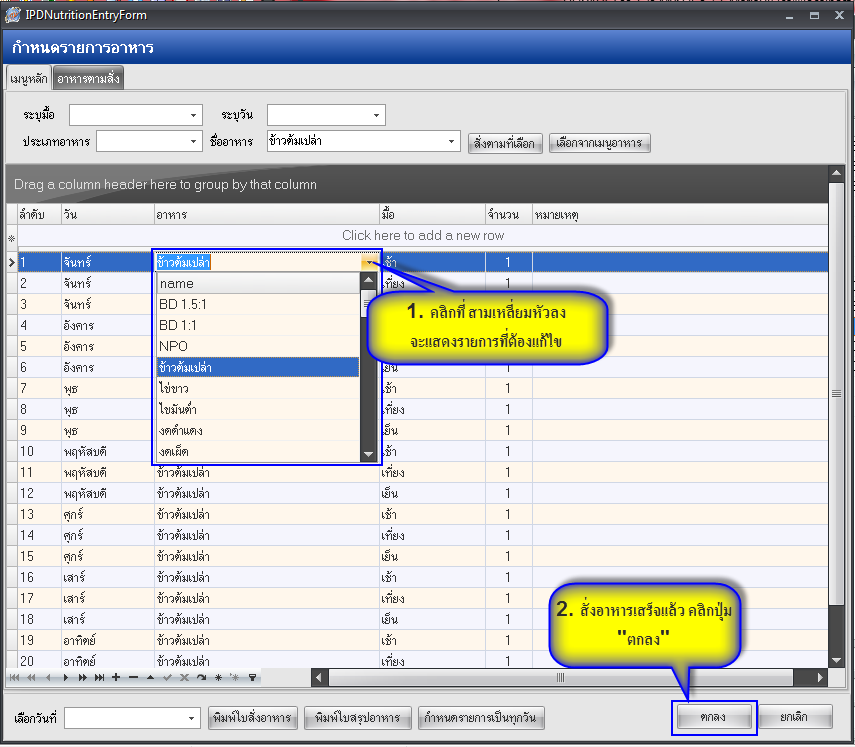 IPDNutritionEntryForm
กำหนดรายการอาหาร
เมนูหลัก อาหารตามสั่ง
ระบุมื้อ ระบุวัน
ประเภทอาหาร ชื่ออาหาร ข้าวต้มเปล่า สั่งตามที่เลือก เลือกจากเมนูอาหาร
Drag a column header here to group by that column
ลำดับ วัน อาหาร มื้อ จำนวน หมายเหตุ
Click here to add a new row
1 จันทร์ ข้าวต้มเปล่า เช้า 1
2 จันทร์ name เที่ยง
3 จันทร์ BD 1.5:1
4 อังคาร BD 1:1
5 อังคาร NPO
6 อังคาร ข้าวต้มเปล่า เย็น 1
7 พุธ ไข่ขาว เช้า 1
8 พุธ ไขมันต่ำ เที่ยง 1
9 พุธ งดดำแดง เย็น 1
10 พฤหัสบดี งดเผ็ด เช้า 1
11 พฤหัสบดี ข้าวต้มเปล่า เที่ยง 1
12 พฤหัสบดี ข้าวต้มเปล่า เย็น 1
13 ศุกร์ ข้าวต้มเปล่า เช้า 1
14 ศุกร์ ข้าวต้มเปล่า เที่ยง 1
15 ศุกร์ ข้าวต้มเปล่า เย็น 1
16 เสาร์ ข้าวต้มเปล่า เช้า 1
17 เสาร์ ข้าวต้มเปล่า เที่ยง 1
18 เสาร์ ข้าวต้มเปล่า เย็น 1
19 อาทิตย์ ข้าวต้มเปล่า เช้า 1
20 อาทิตย์ ข้าวต้มเปล่า เที่ยง 1
1. คลิกที่ สามเหลี่ยมหัวลง
จะแสดงรายการที่ต้องแก้ไข
2. สั่งอาหารเสร็จแล้ว คลิกปุ่ม
"ตกลง"
เลือกวันที่ พิมพ์ใบสั่งอาหาร พิมพ์ใบสรุปอาหาร กำหนดรายการเป็นทุกวัน ตกลง ยกเลิก